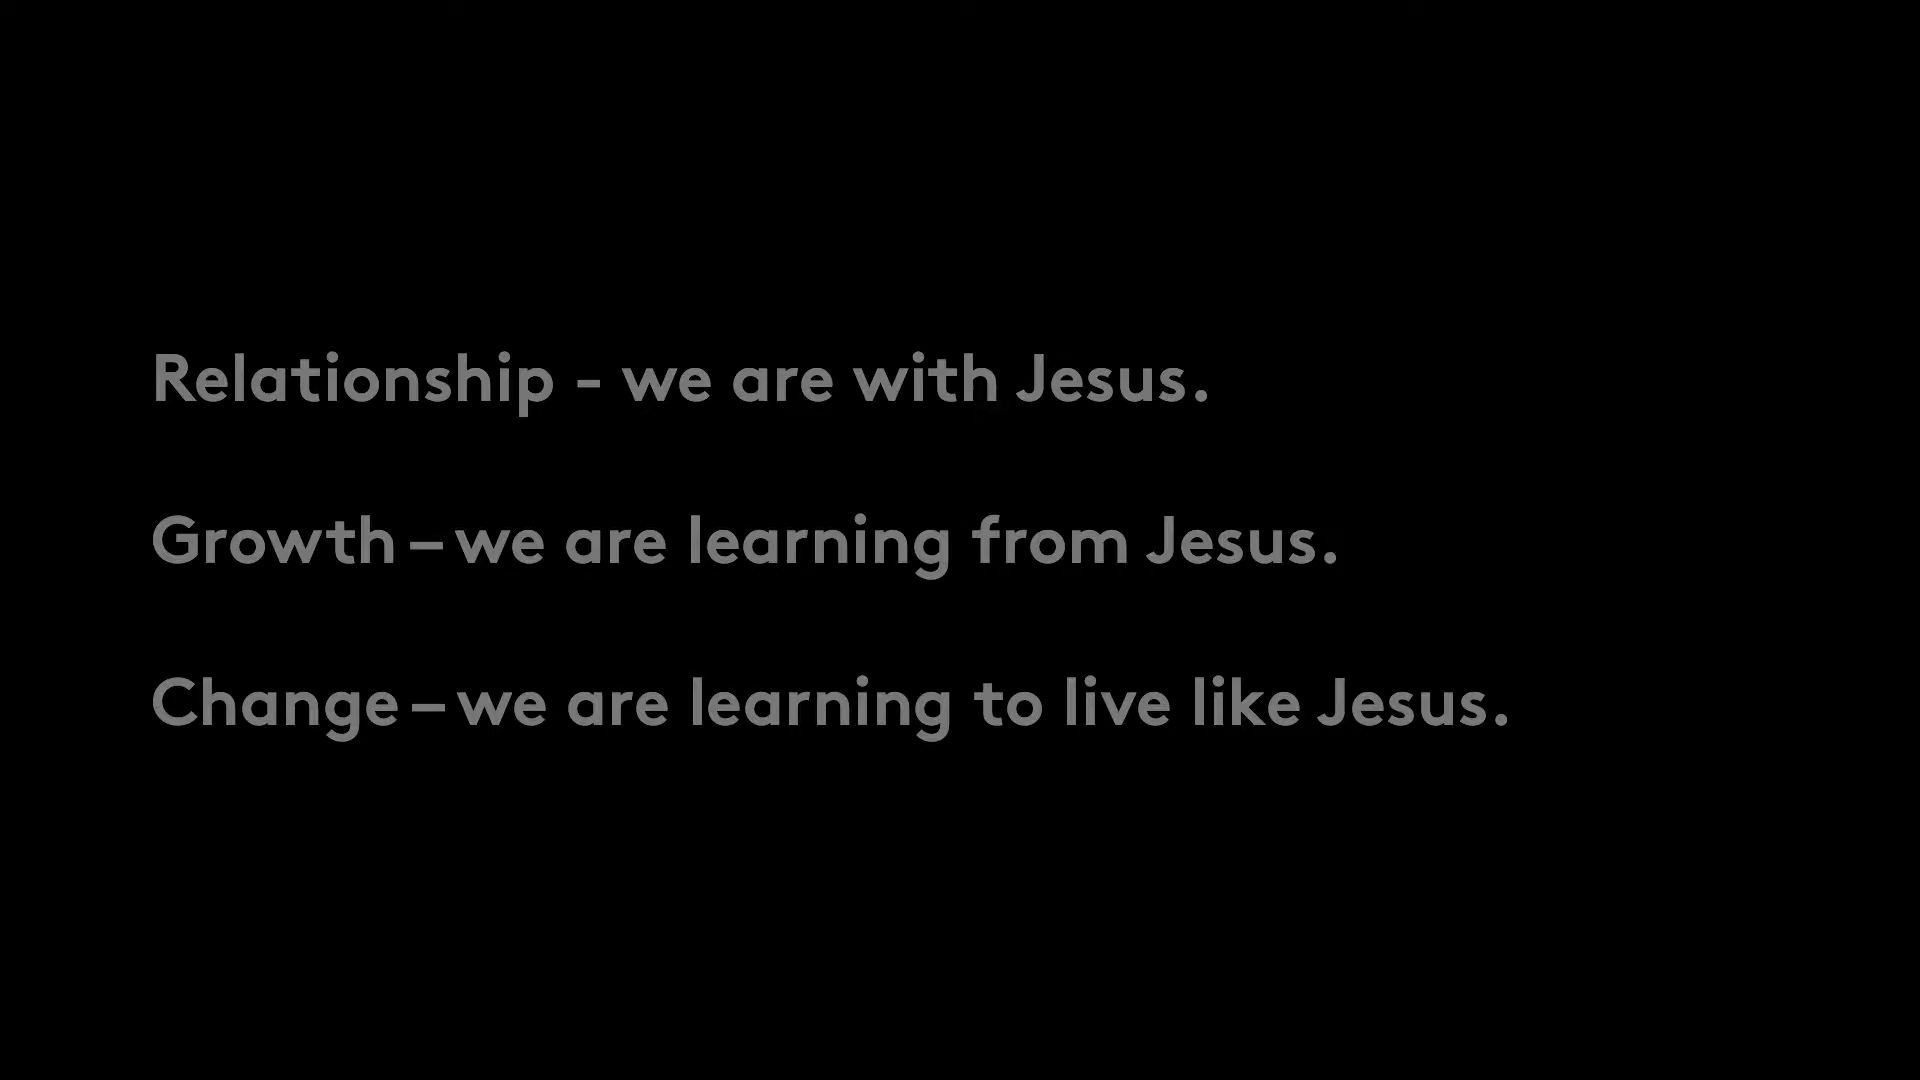 Relationship - we are with Jesus.
Growth – we are learning from Jesus.
Change – we are learning to live like Jesus.